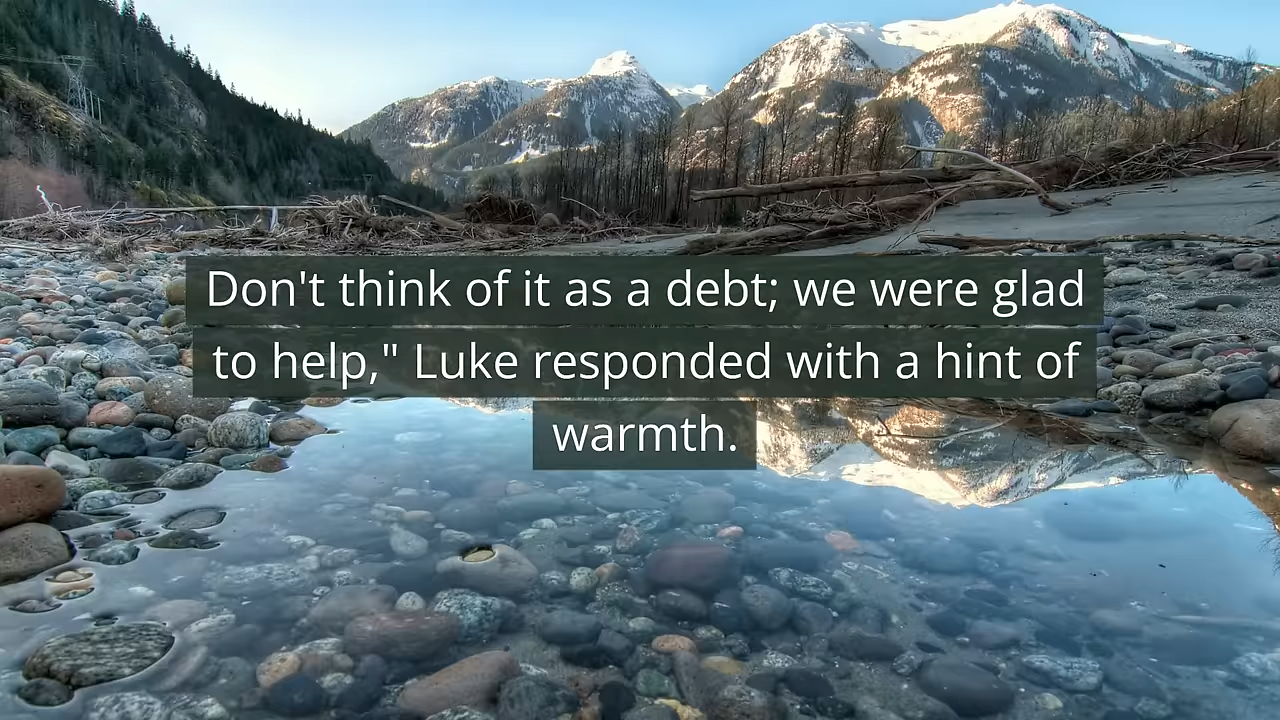 Don't think of it as a debt; we were glad
to help," Luke responded with a hint of
warmth.